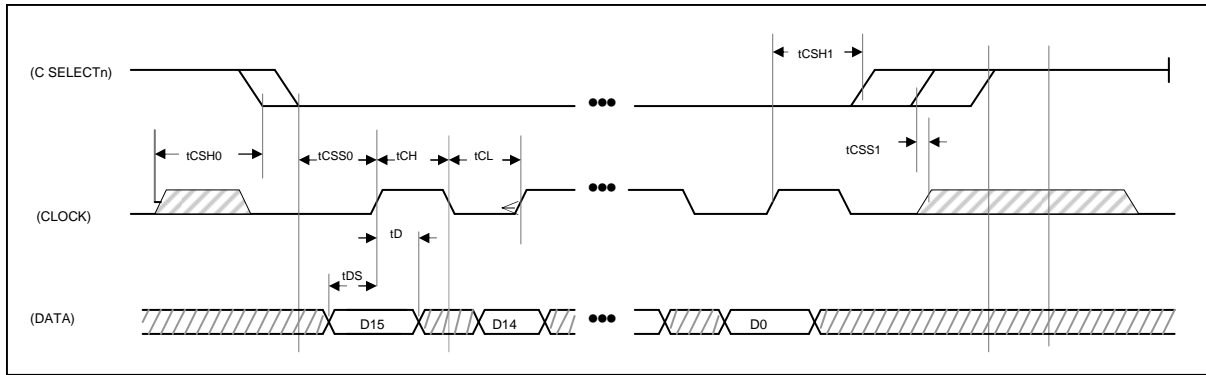 tCSH1
(C SELECTn)
tCSS1
tCSH0
tCSS0
tCH
tCL
(CLOCK)
tD
tDS
(DATA)
D15
D14
D0